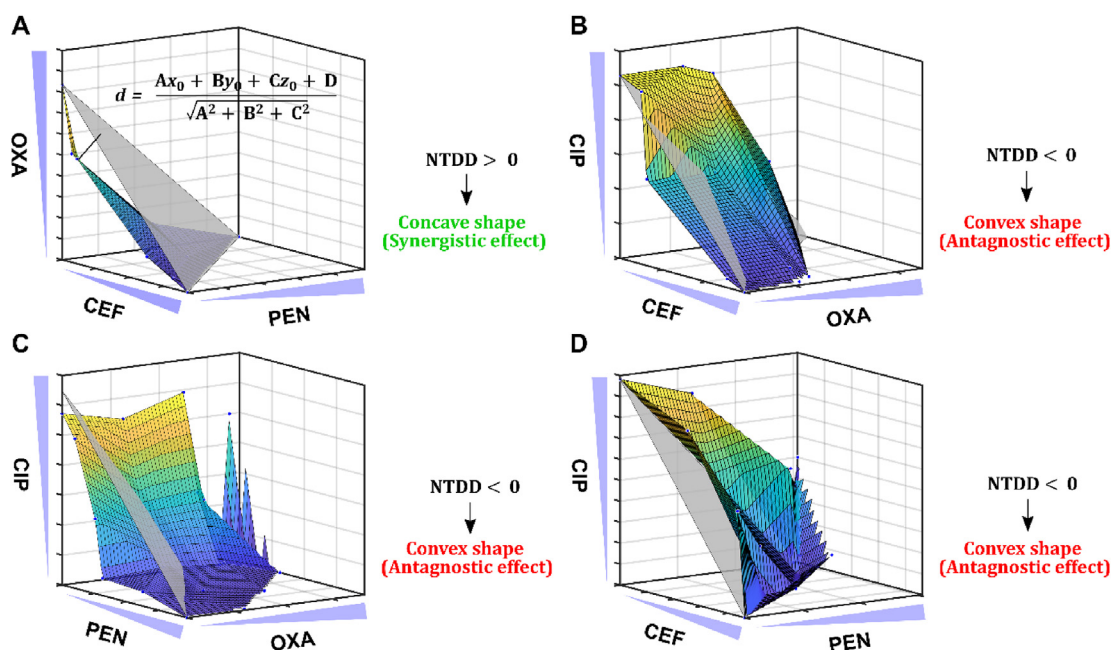 A
d = Ax₀ + By₀ + Cz₀ + D
√A² + B² + C²
OXA
CEF
PEN
NTDD > 0
Concave shape
(Synergistic effect)
B
CIP
CEF
OXA
NTDD < 0
Convex shape
(Antagnostic effect)
C
CIP
PEN
OXA
NTDD < 0
Convex shape
(Antagnostic effect)
D
CIP
CEF
PEN
NTDD < 0
Convex shape
(Antagnostic effect)